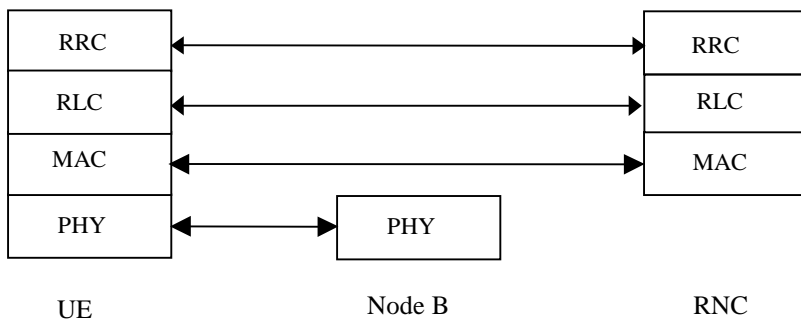 RRC RRC
RLC RLC
MAC MAC
PHY PHY
UE Node B RNC